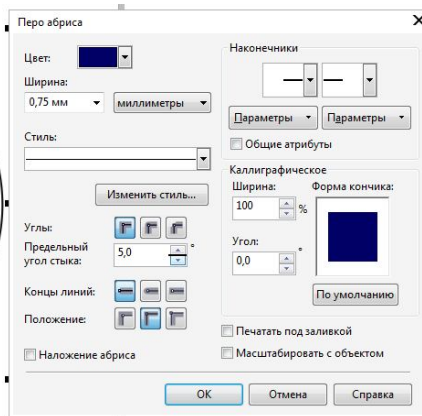 Перо абриса
Цвет:
Ширина:
0,75 мм
миллиметры
Стиль:
Изменить стиль...
Углы:
Предельный
угол стыка:
5,0
°
Концы линий:
Положение:
Наложение абриса
Наконечники
Параметры
Параметры
Общие атрибуты
Каллиграфическое
Ширина:
Форма кончика:
100
%
Угол:
0,0
°
По умолчанию
Печатать под заливкой
Масштабировать с объектом
ОК
Отмена
Справка